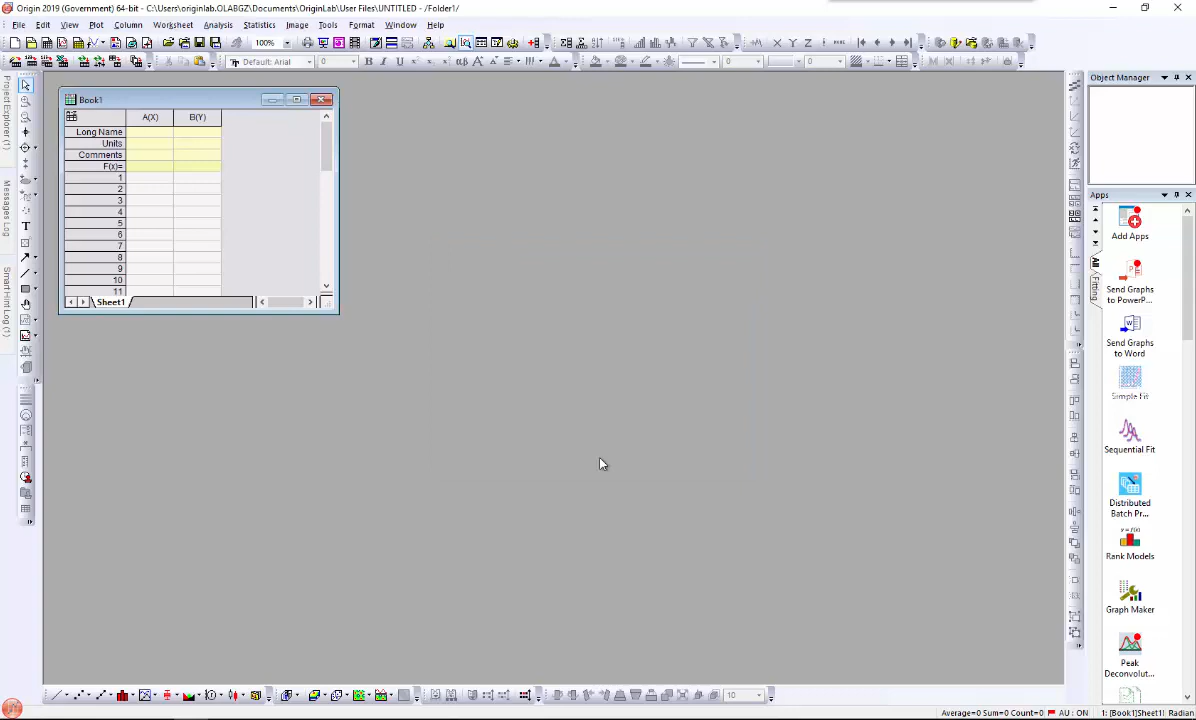 Origin 2019 (Government) 64-bit - C:\Users\originlab.OLABGZ\Documents\OriginLab\User Files\UNTITLED - /Folder1/
File Edit View Plot Column Worksheet Analysis Statistics Image Tools Format Window Help
100%
Default: Arial 0 B I U 0 0
Project Explorer (1)
Messages Log
Smart Hint Log (1)
Book1
A(X) B(Y)
Long Name
Units
Comments
F(x)=
1
2
3
4
5
6
7
8
9
10
11
Sheet1
Object Manager
Apps
All
Fitting
Add Apps
Send Graphs
to PowerP...
Send Graphs
to Word
Simple Fit
Sequential Fit
Distributed
Batch Pr...
y = f(x)
Rank Models
Graph Maker
Peak
Deconvolut...
10
Average=0 Sum=0 Count=0 AU : ON 1: [Book1]Sheet1! Radian